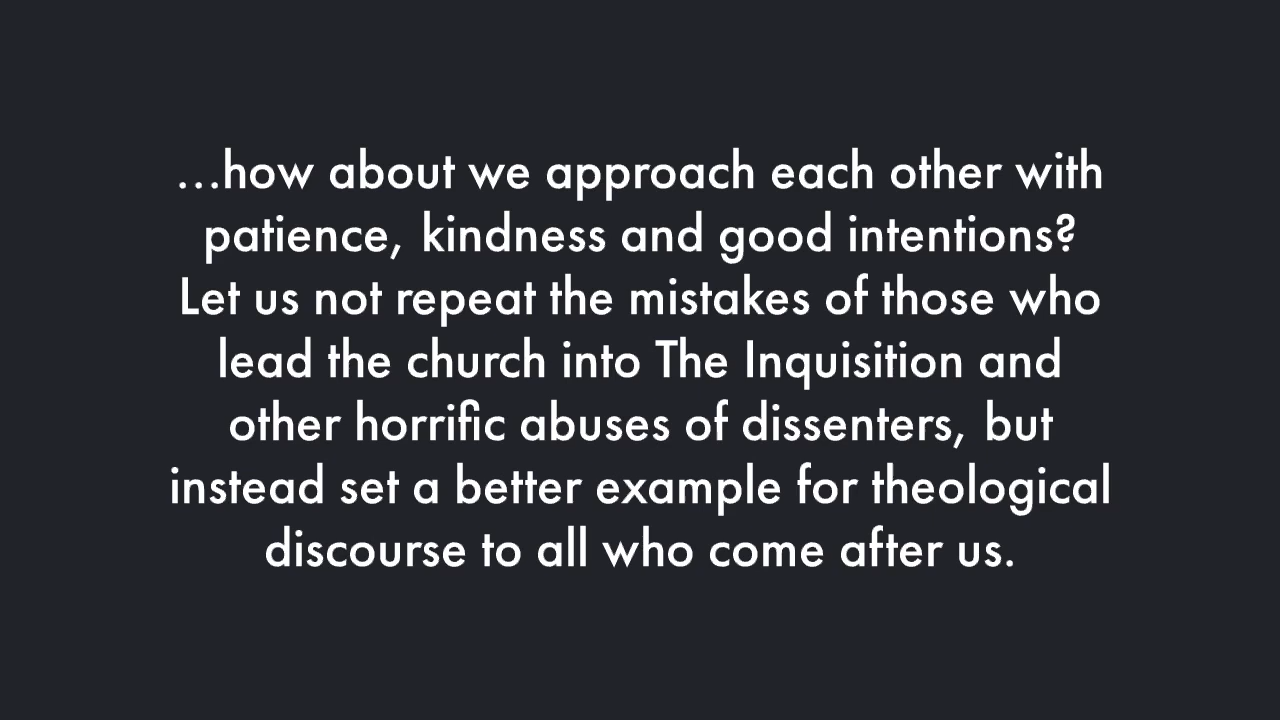 ...how about we approach each other with
patience, kindness and good intentions?
Let us not repeat the mistakes of those who
lead the church into The Inquisition and
other horrific abuses of dissenters, but
instead set a better example for theological
discourse to all who come after us.